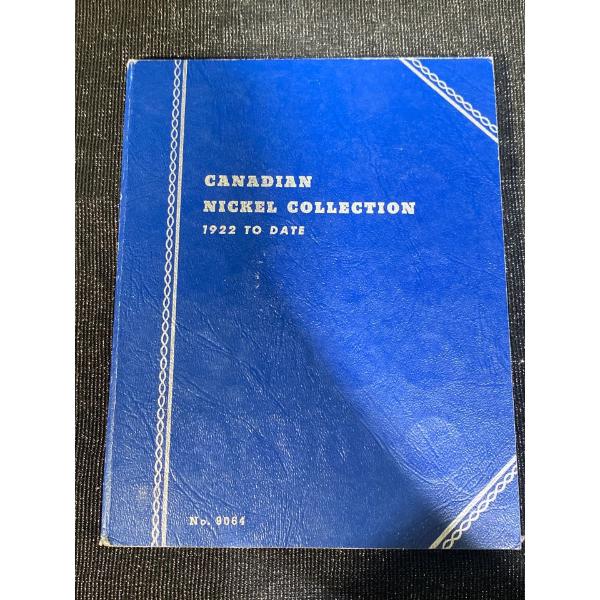 CANADIAN
NICKEL COLLECTION
1922 TO DATE
No. 9064